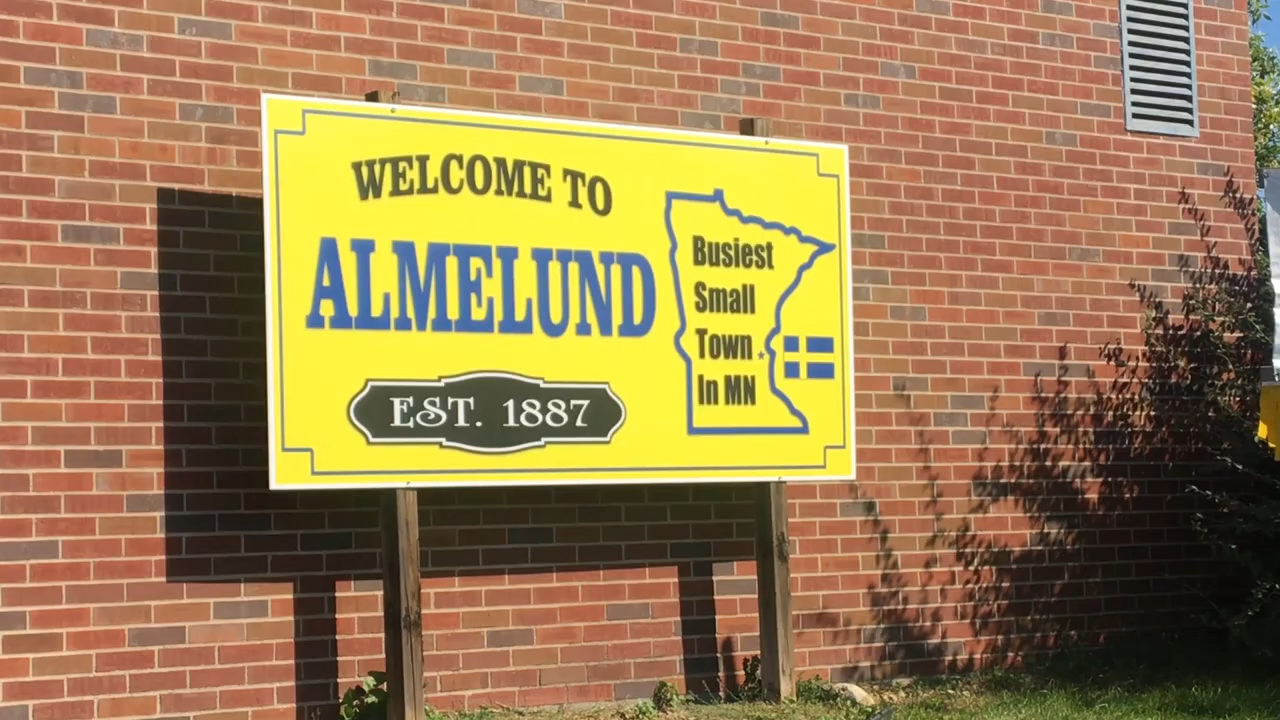 WELCOME TO
ALMELUND
EST. 1887
Busiest
Small
Town
In MN